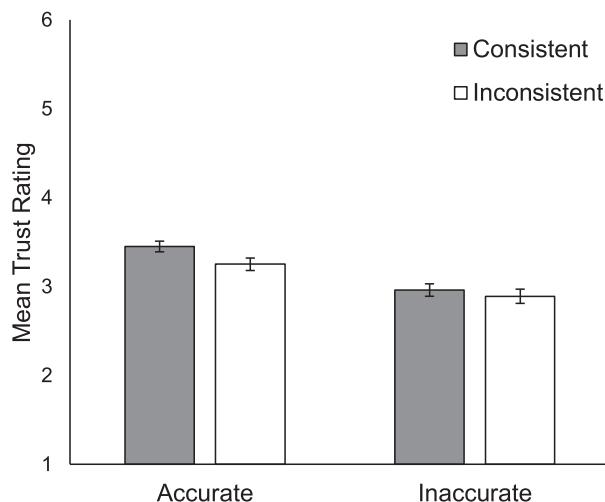 6
5
4
3
2
1
Mean Trust Rating
Consistent
Inconsistent
Accurate
Inaccurate